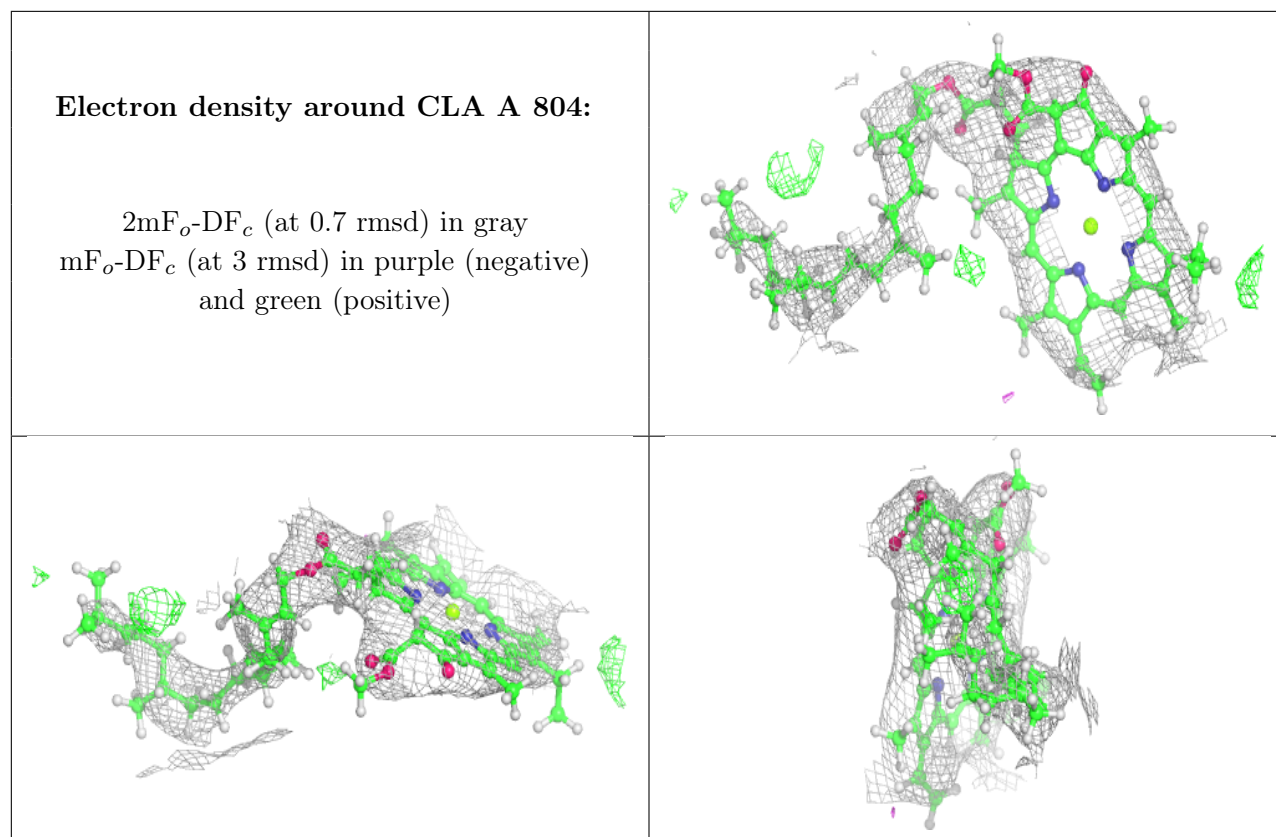 Electron density around CLA A 804:
2mFo-DFc (at 0.7 rmsd) in gray
mFo-DFc (at 3 rmsd) in purple (negative)
and green (positive)